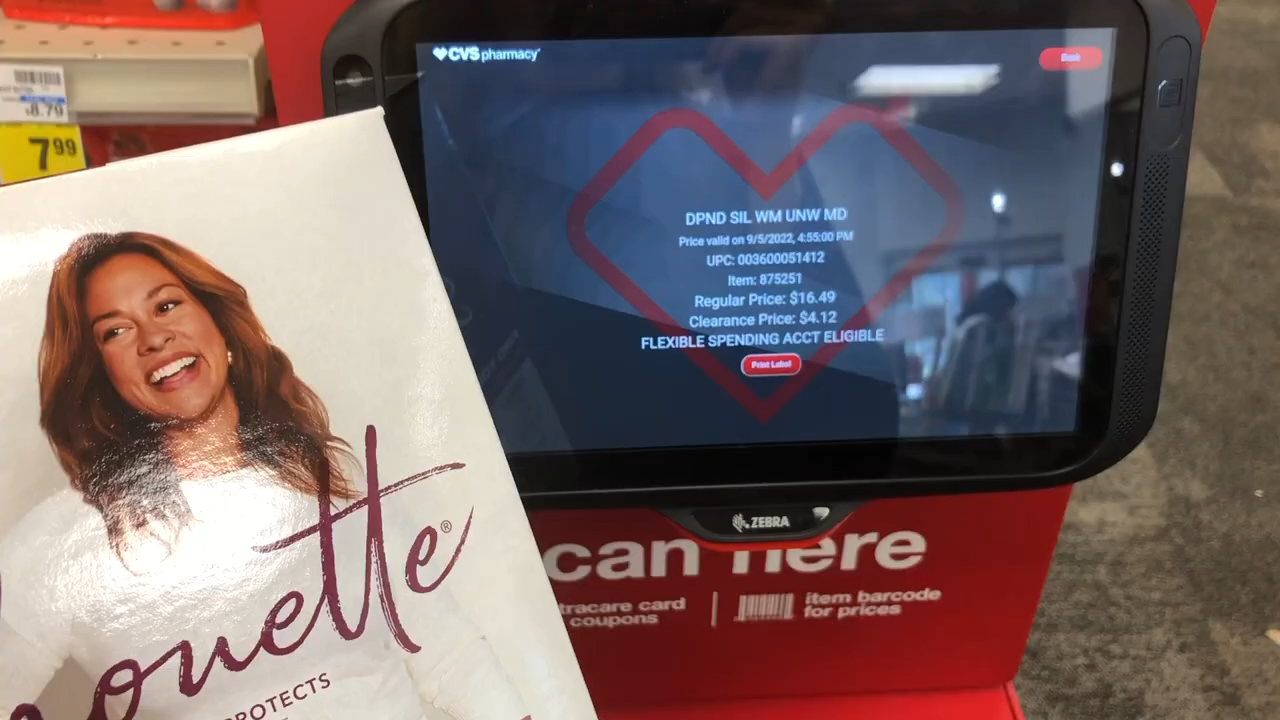 8.79
7.99
CVS pharmacy
Back
DPND SIL WM UNW MD
Price valid on 9/5/2022, 4:55:00 PM
UPC: 003600051412
Item: 875251
Regular Price: $16.49
Clearance Price: $4.12
FLEXIBLE SPENDING ACCT ELIGIBLE
Print Label
ZEBRA
can here
tracare card
coupons
item barcode
for prices
ouette®
PROTECTS